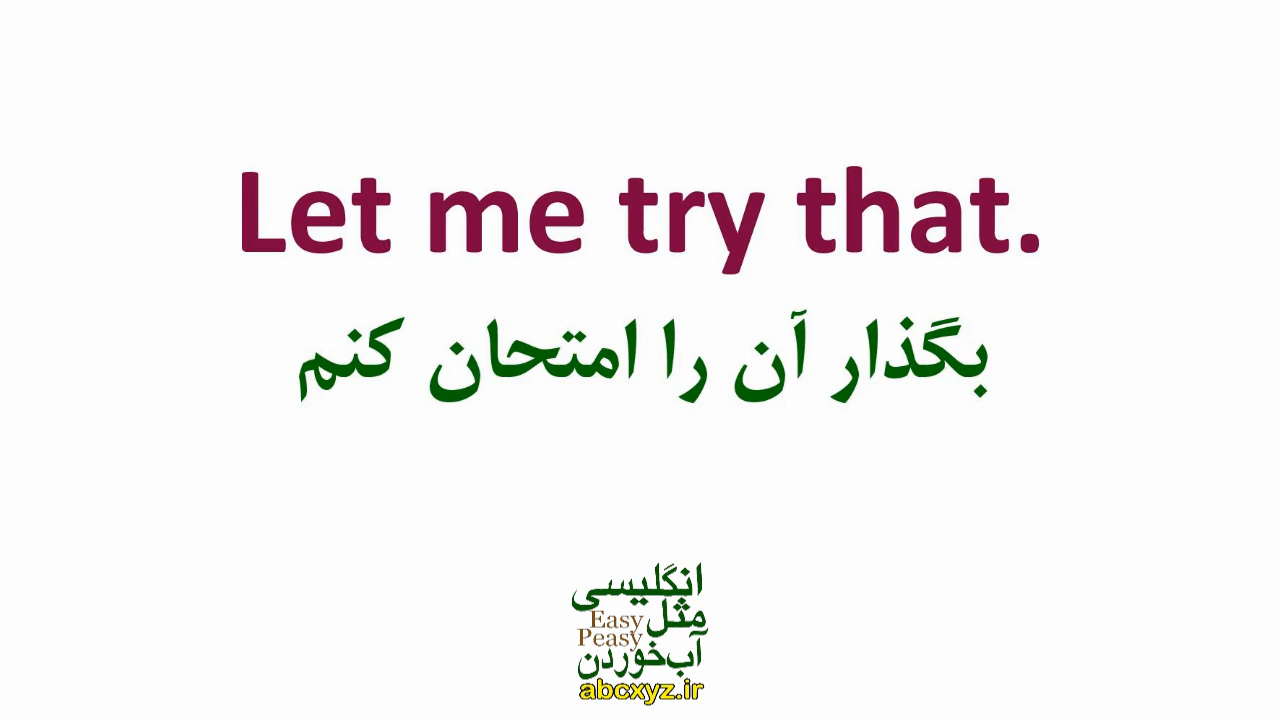 Let me try that.
بگذار آن را امتحان کنم
انگلیسی
مثل Easy
Peasy
آب‌خوردن
abcxyz.ir